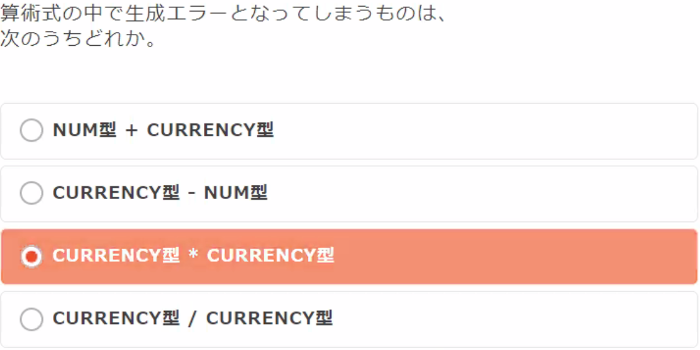 算術式の中で生成エラーとなってしまうものは、
次のうちどれか。
NUM型 + CURRENCY型
CURRENCY型 - NUM型
CURRENCY型 * CURRENCY型
CURRENCY型 / CURRENCY型